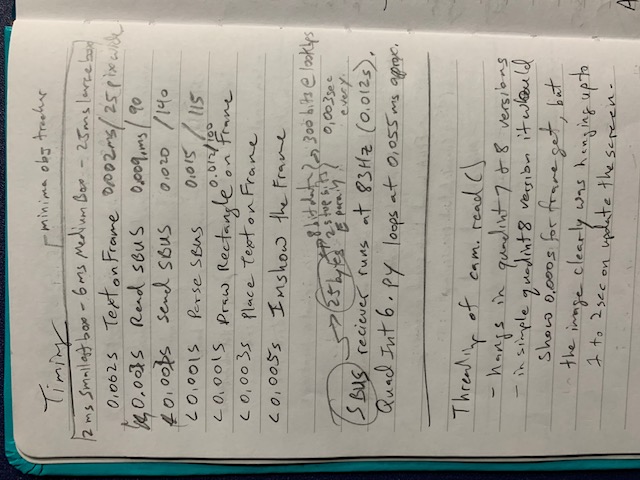 Timing
minima obj tracker
2 ms Smallest box - 6ms Medium Box - 25ms large box
0.062s Text on Frame 0.002ms / 25 pix wide
0.003s Read SBUS 0.009,ms / 90
< 0.003s Send SBUS 0.020 / 140
< 0.001s Parse SBUS 0.015 / 115
< 0.001s Draw Rectangle on Frame 0.012/100
< 0.003s Place Text on Frame
< 0.005s Imshow the Frame
SBUS → 25 bytes → 8 bit data
2 stop bits
E parity
→ 300 bits @ 100kbps
0,003sec
every
reciever runs at 83Hz (0.012s).
Quad Int 6. py loops at 0,055 ms approx.
Threading of cam. read ()
- hangs in quadint 7 & 8 versions
- in simple quadint8 version it would
show 0.000s for frame get, but
the image clearly was hanging up to
1 to 2sec on update the screen.